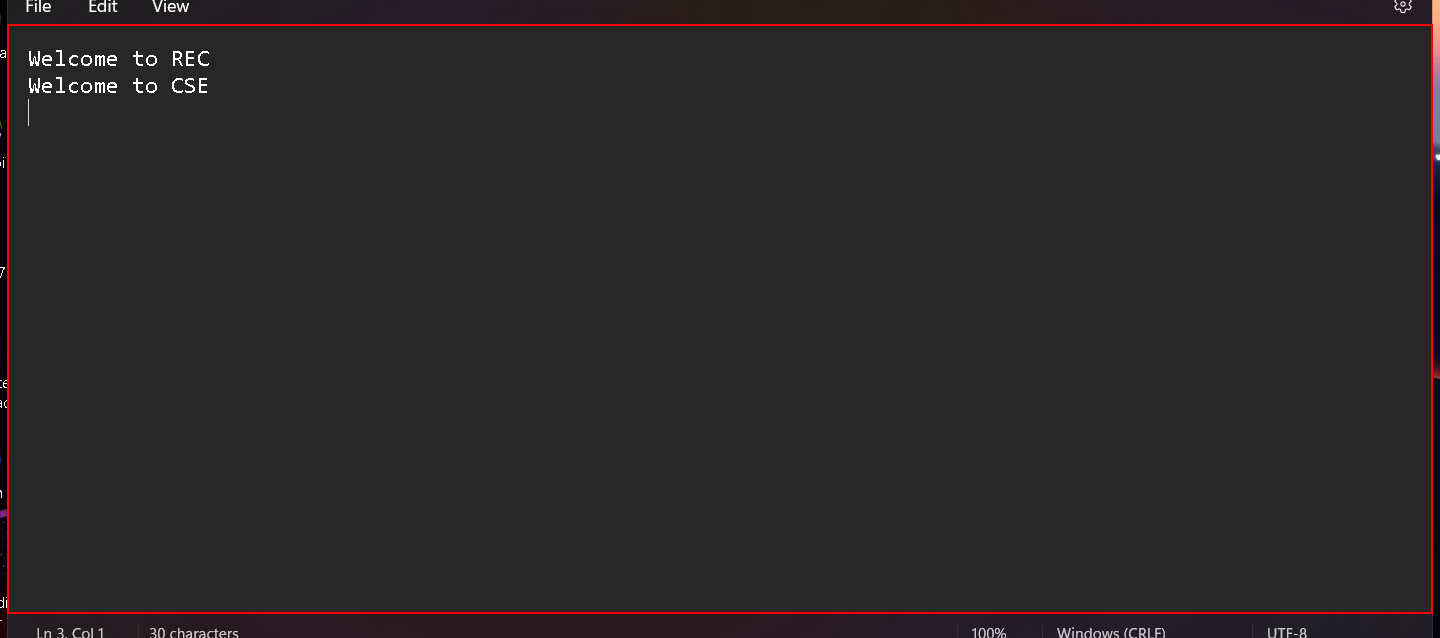 File Edit View
Welcome to REC
Welcome to CSE
Ln 3, Col 1 30 characters 100% Windows (CRLF) UTF-8